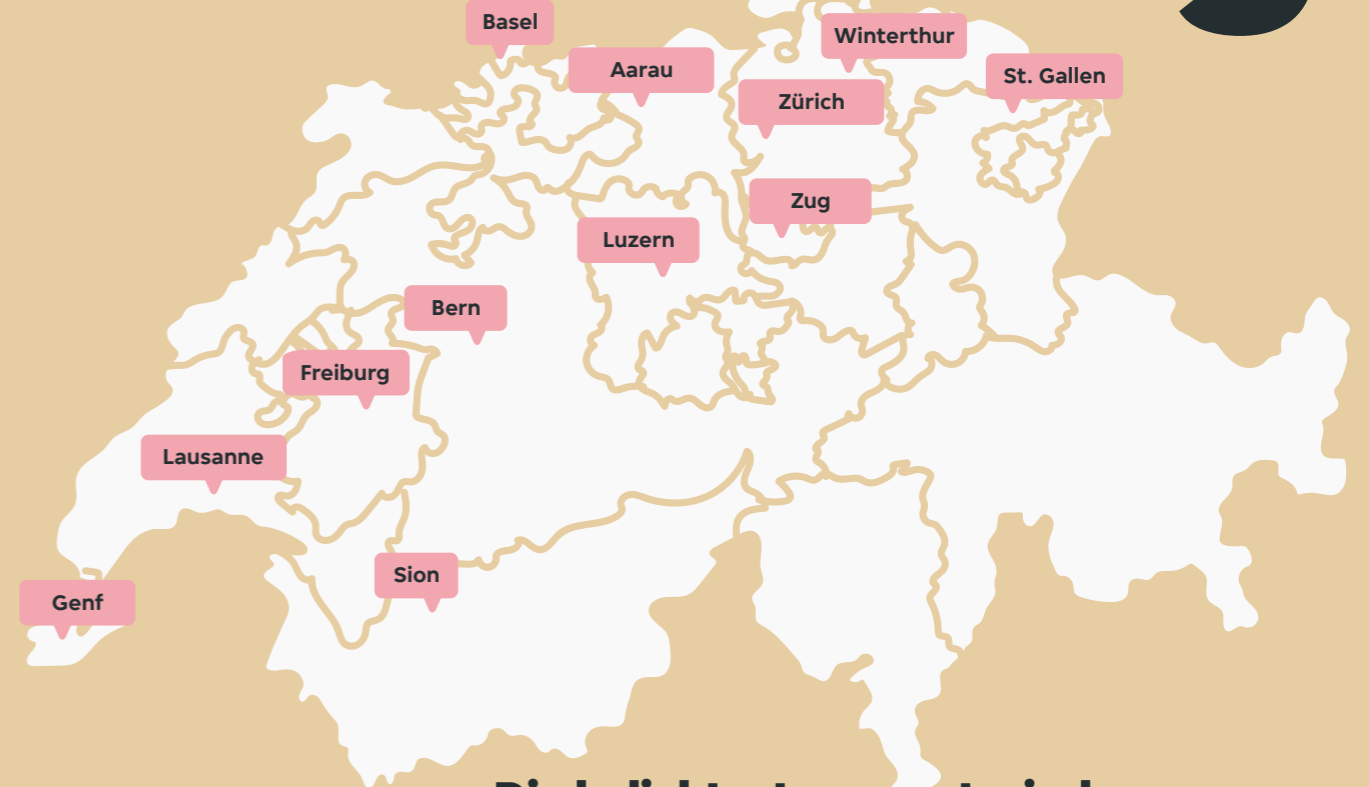 Basel
Winterthur
Aarau
St. Gallen
Zürich
Zug
Luzern
Bern
Freiburg
Lausanne
Sion
Genf